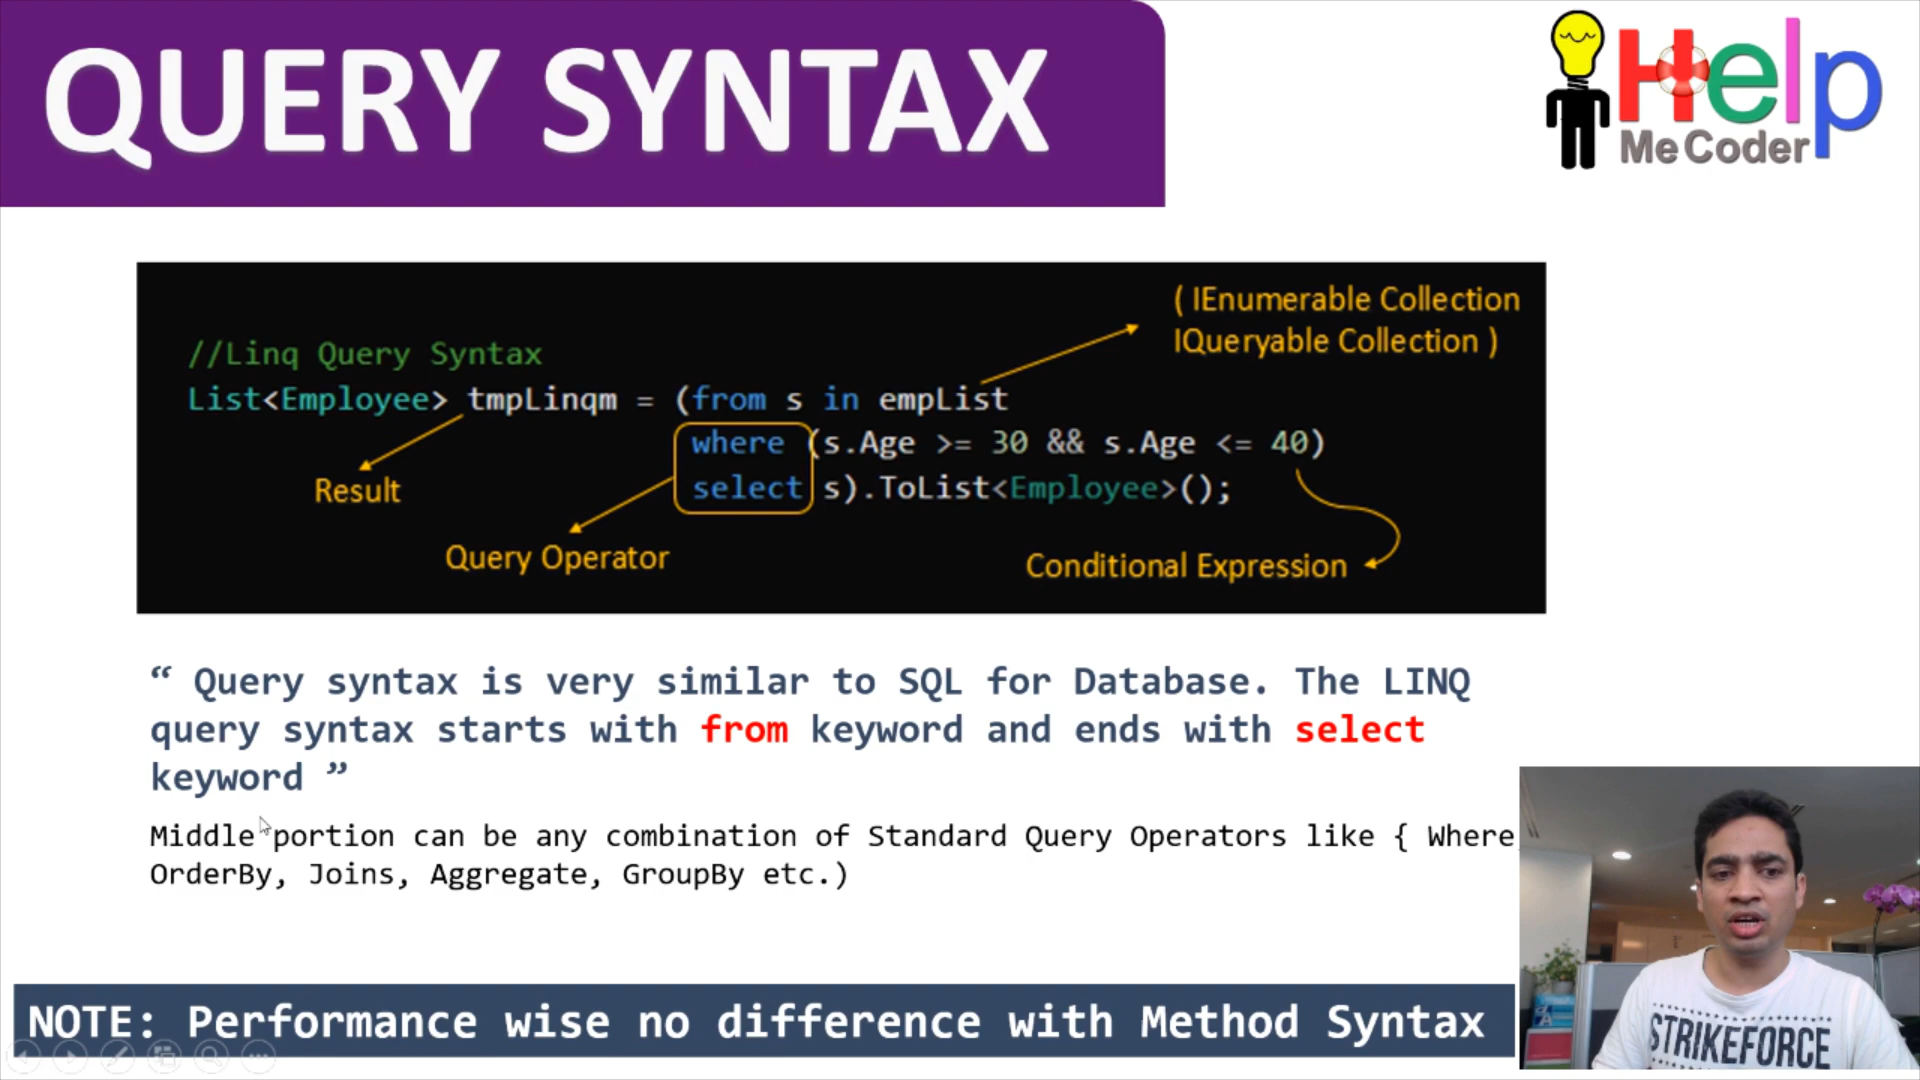 QUERY SYNTAX
Help
Me Coder
( IEnumerable Collection
IQueryable Collection )
//Linq Query Syntax
List<Employee> tmpLinqm = (from s in empList
where (s.Age >= 30 && s.Age <= 40)
select s).ToList<Employee>();
Result
Query Operator
Conditional Expression
“ Query syntax is very similar to SQL for Database. The LINQ
query syntax starts with from keyword and ends with select
keyword ”
Middle portion can be any combination of Standard Query Operators like { Where
OrderBy, Joins, Aggregate, GroupBy etc.)
NOTE: Performance wise no difference with Method Syntax
STRIKEFORCE